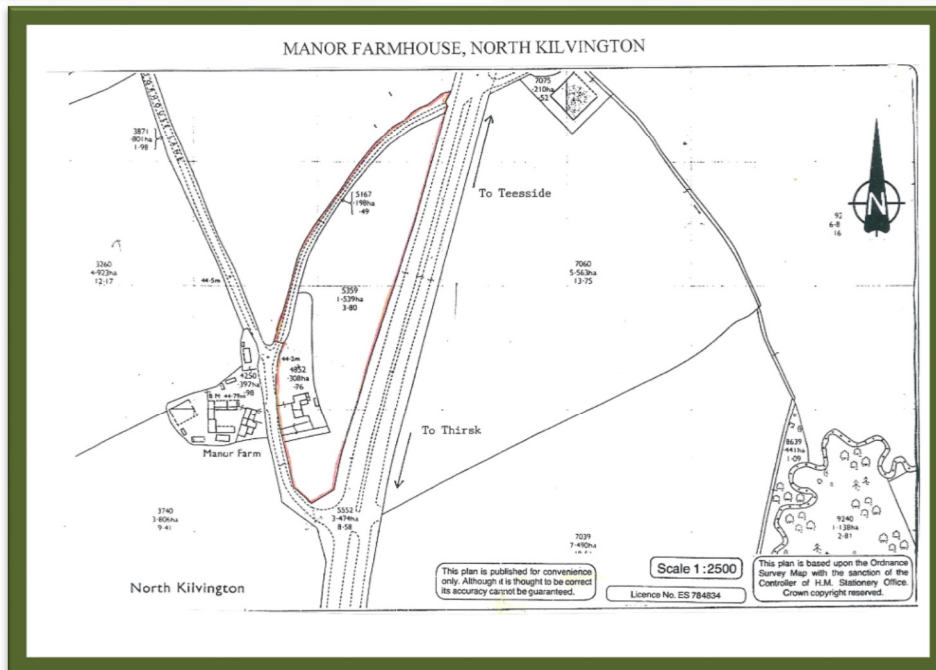 MANOR FARMHOUSE, NORTH KILVINGTON
7075
·210ha
·52
3871
·801ha
1·98
5167
·198ha
·49
To Teesside
N
3260
4·923ha
12·17
44·5m
5359
1·539ha
3·80
7060
5·563ha
13·75
4250
·397ha
·98
B M 44·79m
4852
·308ha
·76
Manor Farm
To Thirsk
8639
·441ha
1·09
3740
3·806ha
9·41
5552
3·474ha
8·58
9240
1·138ha
2·81
7039
7·490ha
North Kilvington
This plan is published for convenience
only. Although it is thought to be correct
its accuracy cannot be guaranteed.
Scale 1:2500
Licence No. ES 784834
This plan is based upon the Ordnance
Survey Map with the sanction of the
Controller of H.M. Stationery Office.
Crown copyright reserved.